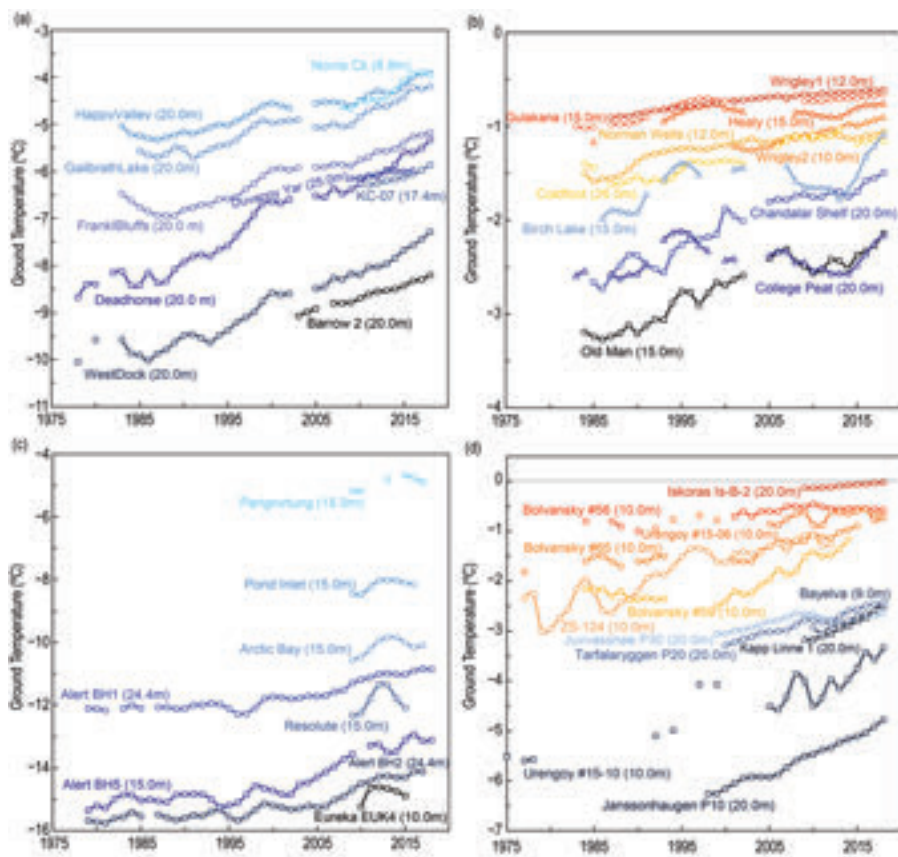 (a)
−3
−4
−5
−6
−7
−8
−9
−10
−11
Ground Temperature (°C)
Norris Ck
HappyValley (20.0m)
GalbraithLake (20.0m)
KC-07 (17.4m)
FranklBluffs (20.0 m)
Deadhorse (20.0 m)
Barrow 2 (20.0m)
WestDock (20.0m)
1975
1985
1995
2005
2015
(b)
0
−1
−2
−3
−4
Ground Temperature (°C)
Wrigley1 (12.0m)
Gulakana (15.0m)
Norman Wells (12.0m)
Healy (15.0m)
Wrigley2 (10.0m)
Birch Lake (15.0m)
Chandalar Shelf (20.0m)
College Peat (20.0m)
Old Man (15.0m)
1975
1985
1995
2005
2015
(c)
−4
−6
−8
−10
−12
−14
−16
Ground Temperature (°C)
(15.0m)
Pond Inlet (15.0m)
Arctic Bay (15.0m)
Alert BH1 (24.4m)
Resolute
(15.0m)
Alert BH2 (24.4m)
Alert BH5 (15.0m)
Eureka EUK4 (10.0m)
1975
1985
1995
2005
2015
(d)
0
−1
−2
−3
−4
−5
−6
−7
Ground Temperature (°C)
Iskoras Is-B-2 (20.0m)
Bolvansky #56 (10.0m)
Urengoy #15-06 (10.0m)
Bolvansky #65 (10.0m)
Bolvansky #59 (10.0m)
ZS-124 (10.0m)
Bayelva (9.0m)
Juvvasshøe P30 (20.0m)
Tarfalaryggen P20 (20.0m)
Kapp Linne 1 (20.0m)
Urengoy #15-10 (10.0m)
Janssonhaugen P10 (20.0m)
1975
1985
1995
2005
2015